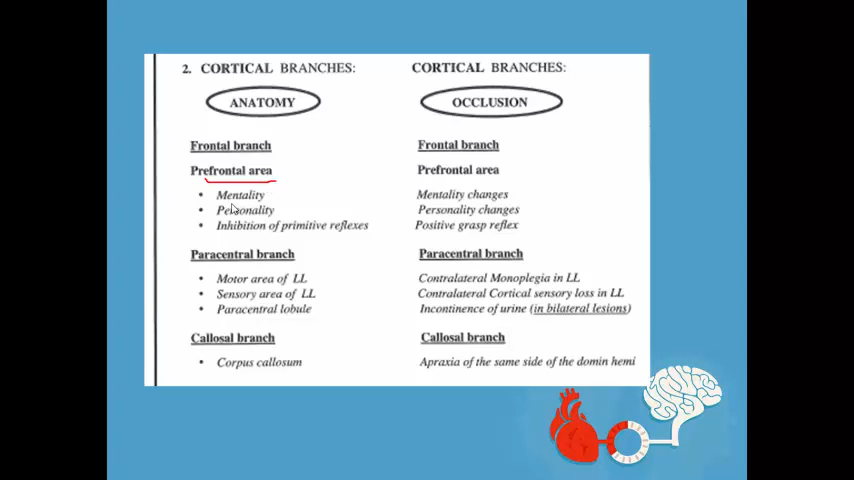 2. CORTICAL BRANCHES: CORTICAL BRANCHES:
ANATOMY OCCLUSION
Frontal branch Frontal branch
Prefrontal area Prefrontal area
• Mentality Mentality changes
• Personality Personality changes
• Inhibition of primitive reflexes Positive grasp reflex
Paracentral branch Paracentral branch
• Motor area of LL Contralateral Monoplegia in LL
• Sensory area of LL Contralateral Cortical sensory loss in LL
• Paracentral lobule Incontinence of urine (in bilateral lesions)
Callosal branch Callosal branch
• Corpus callosum Apraxia of the same side of the domin hemi